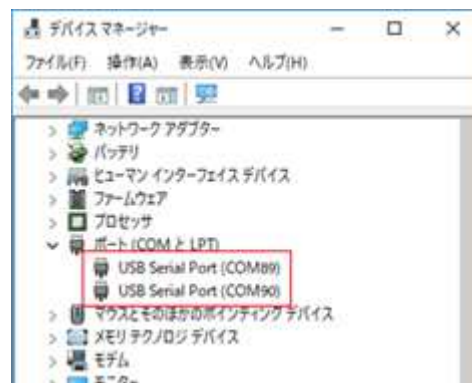 デバイス マネージャー
ファイル(F) 操作(A) 表示(V) ヘルプ(H)
ネットワーク アダプター
バッテリ
ヒューマン インターフェイス デバイス
ファームウェア
プロセッサ
ポート (COM と LPT)
USB Serial Port (COM89)
USB Serial Port (COM90)
マウスとそのほかのポインティング デバイス
メモリ テクノロジ デバイス
モデム